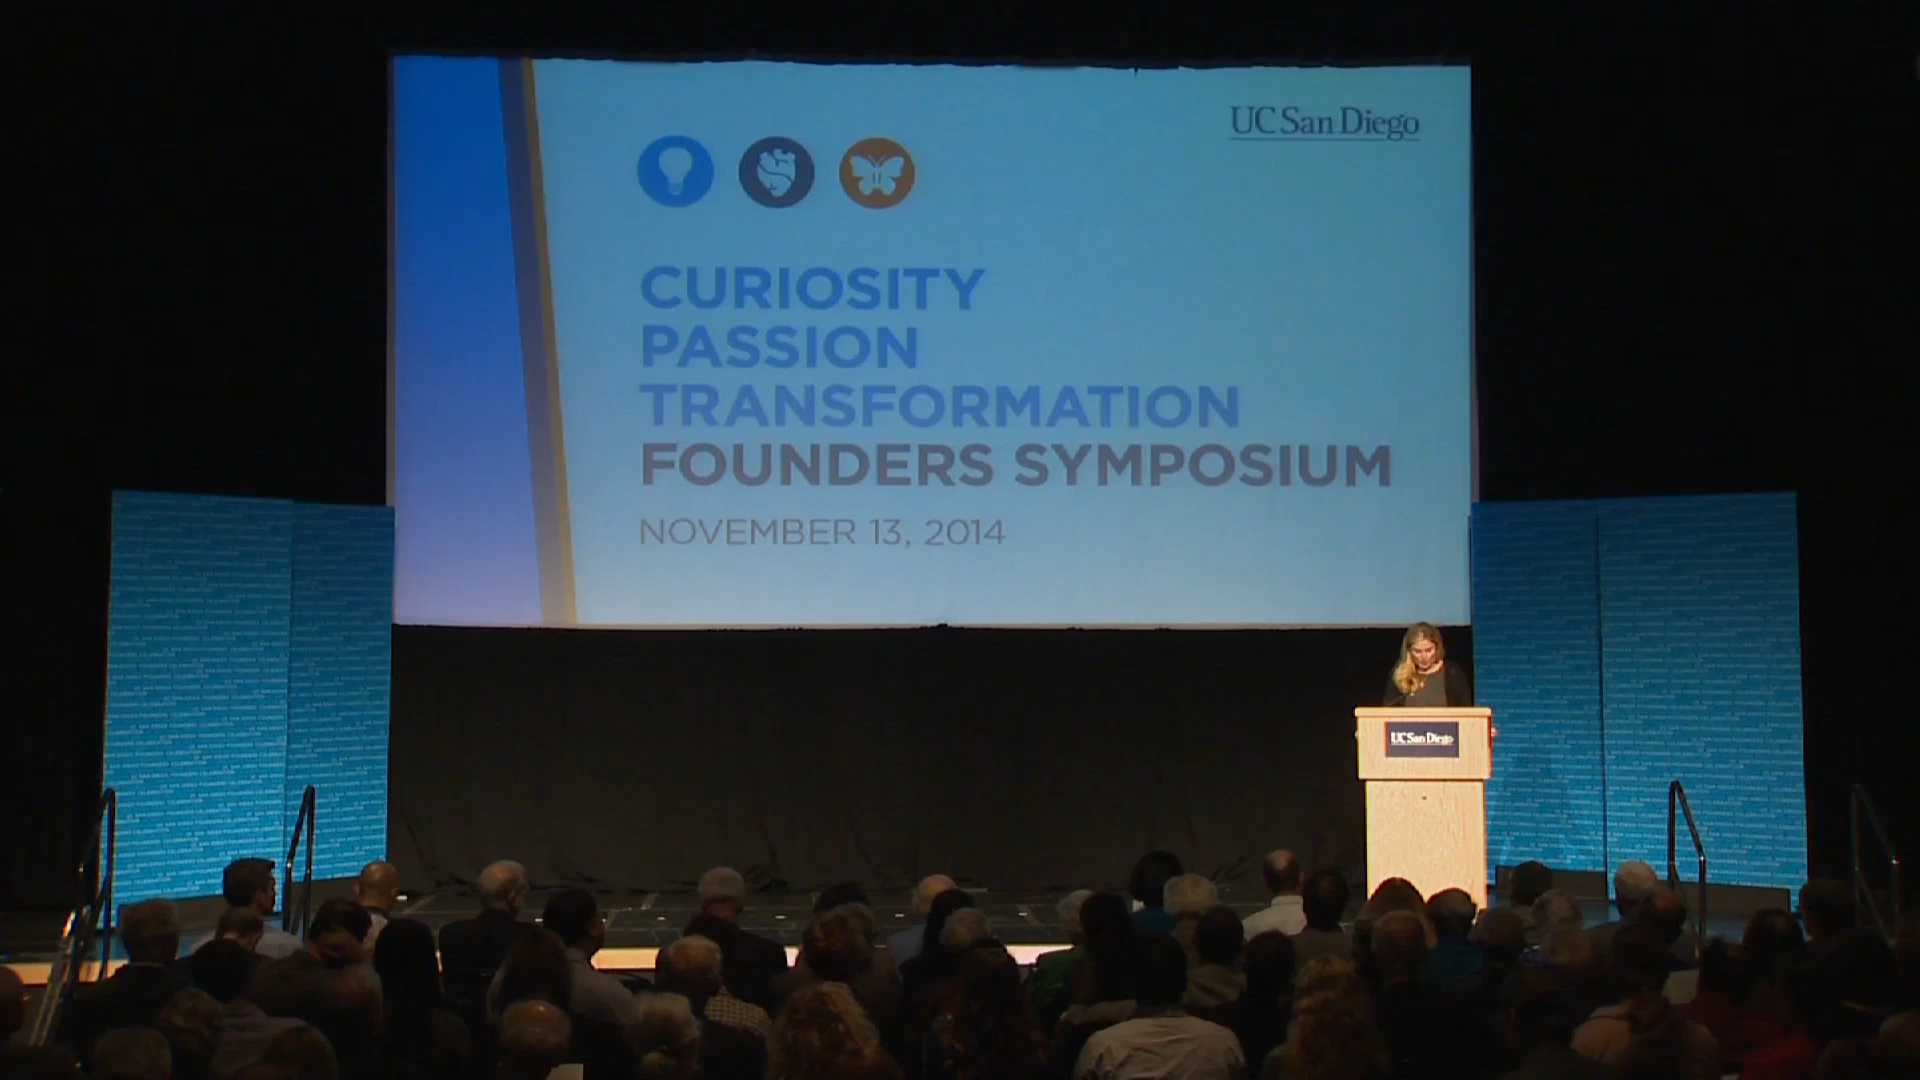 UC San Diego
CURIOSITY
PASSION
TRANSFORMATION
FOUNDERS SYMPOSIUM
NOVEMBER 13, 2014
UC San Diego